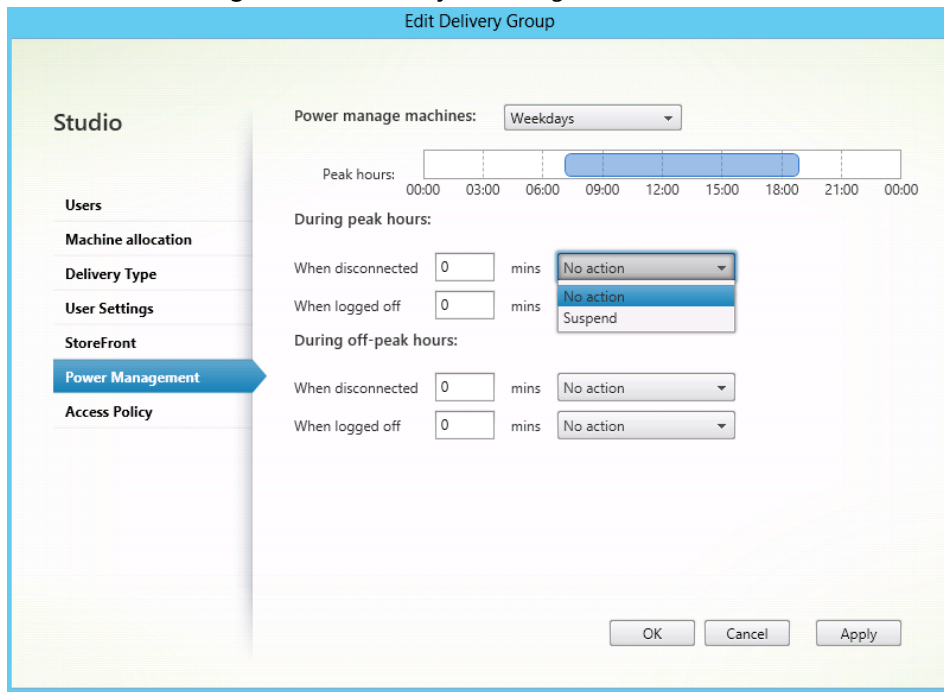 Edit Delivery Group
Studio
Users
Machine allocation
Delivery Type
User Settings
StoreFront
Power Management
Access Policy
Power manage machines: Weekdays
Peak hours:
00:00 03:00 06:00 09:00 12:00 15:00 18:00 21:00 00:00
During peak hours:
When disconnected 0 mins No action
No action
Suspend
When logged off 0 mins
During off-peak hours:
When disconnected 0 mins No action
When logged off 0 mins No action
OK Cancel Apply